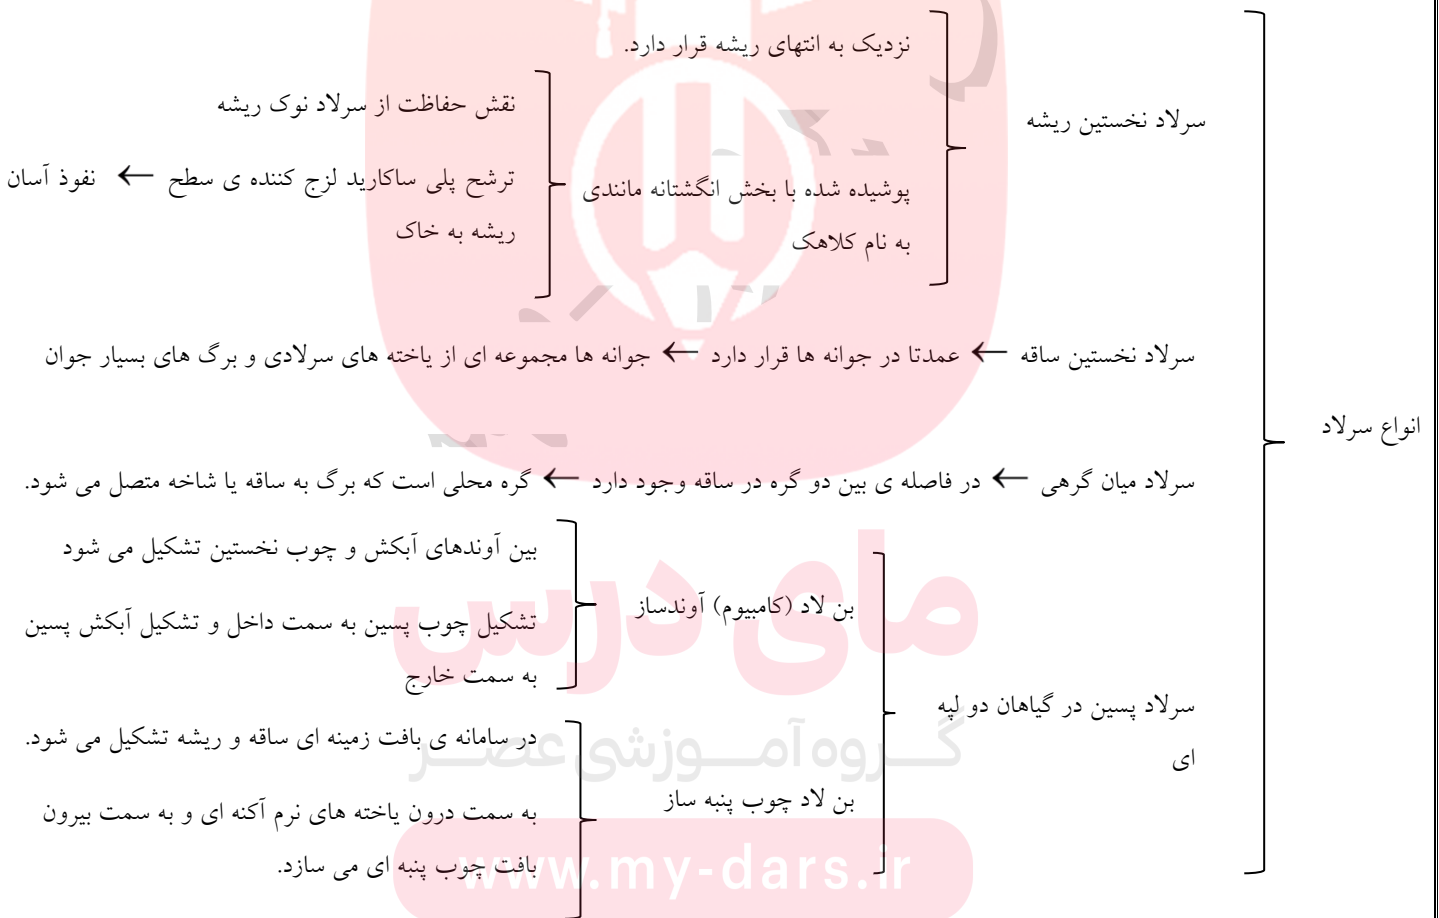 انواع سرلاد
سرلاد نخستین ریشه
نزدیک به انتهای ریشه قرار دارد.
پوشیده شده با بخش انگشتانه مانندی
به نام کلاهک
نقش حفاظت از سرلاد نوک ریشه
ترشح پلی ساکارید لزج کننده ی سطح ← نفوذ آسان
ریشه به خاک
سرلاد نخستین ساقه ← عمدتا در جوانه ها قرار دارد ← جوانه ها مجموعه ای از یاخته های سرلادی و برگ های بسیار جوان
سرلاد میان گرهی ← در فاصله ی بین دو گره در ساقه وجود دارد ← گره محلی است که برگ به ساقه یا شاخه متصل می شود.
سرلاد پسین در گیاهان دو لپه
ای
بن لاد (کامبیوم) آوندساز
بین آوندهای آبکش و چوب نخستین تشکیل می شود
تشکیل چوب پسین به سمت داخل و تشکیل آبکش پسین
به سمت خارج
بن لاد چوب پنبه ساز
در سامانه ی بافت زمینه ای ساقه و ریشه تشکیل می شود.
به سمت درون یاخته های نرم آکنه ای و به سمت بیرون
بافت چوب پنبه ای می سازد.
مای درس
گروه آموزشی عصر
www.my-dars.ir